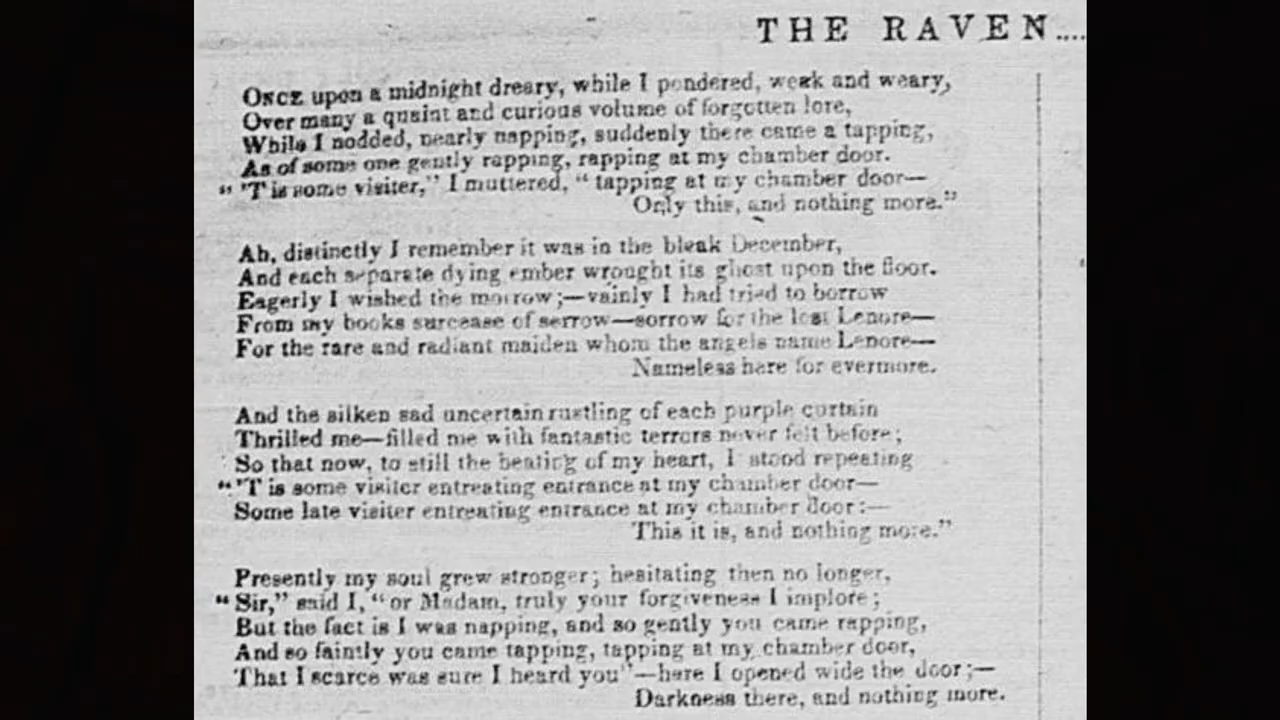 THE RAVEN....
ONCE upon a midnight dreary, while I pondered, weak and weary,
Over many a quaint and curious volume of forgotten lore,
While I nodded, nearly napping, suddenly there came a tapping,
As of some one gently rapping, rapping at my chamber door.
" 'T is some visiter," I muttered, " tapping at my chamber door—
Only this, and nothing more."
Ah, distinctly I remember it was in the bleak December,
And each separate dying ember wrought its ghost upon the floor.
Eagerly I wished the morrow;—vainly I had tried to borrow
From my books surcease of sorrow—sorrow for the lost Lenore—
For the rare and radiant maiden whom the angels name Lenore—
Nameless here for evermore.
And the silken sad uncertain rustling of each purple curtain
Thrilled me—filled me with fantastic terrors never felt before;
So that now, to still the beating of my heart, I stood repeating
" 'T is some visiter entreating entrance at my chamber door—
Some late visiter entreating entrance at my chamber door:—
This it is, and nothing more."
Presently my soul grew stronger; hesitating then no longer,
" Sir," said I, " or Madam, truly your forgiveness I implore;
But the fact is I was napping, and so gently you came rapping,
And so faintly you came tapping, tapping at my chamber door,
That I scarce was sure I heard you"—here I opened wide the door;—
Darkness there, and nothing more.